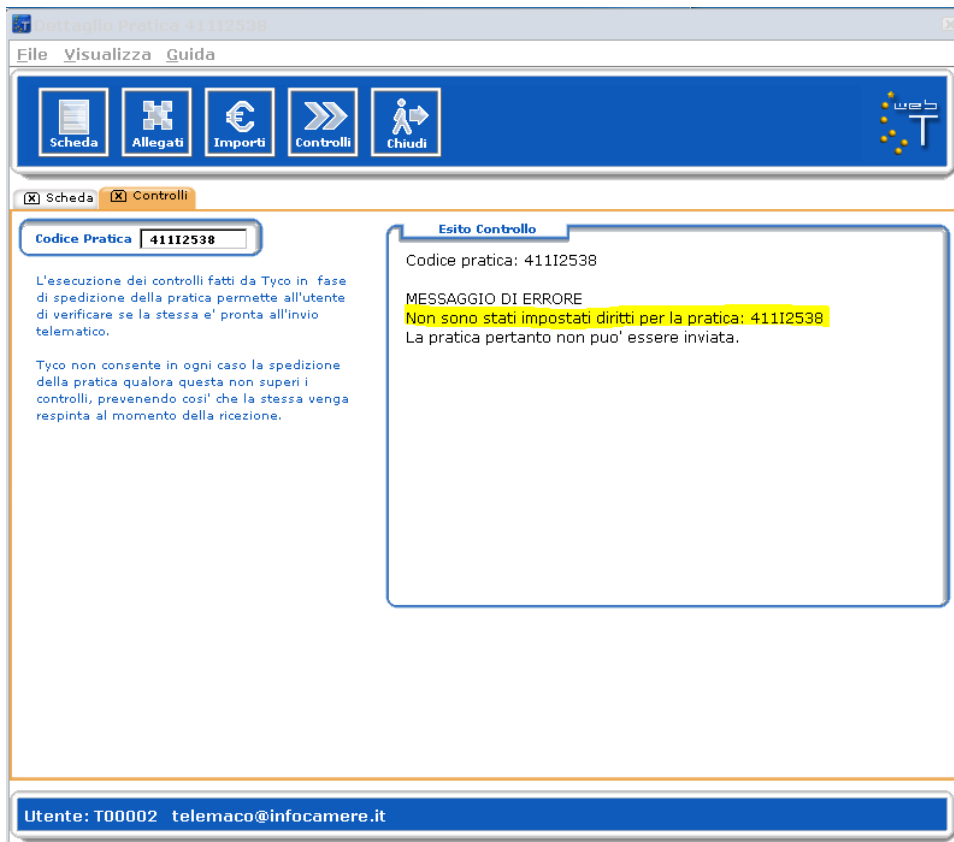 Dettaglio Pratica 411I2538
File Visualizza Guida
Scheda Allegati Importi Controlli Chiudi
web
T
Scheda Controlli
Codice Pratica 411I2538
L'esecuzione dei controlli fatti da Tyco in fase
di spedizione della pratica permette all'utente
di verificare se la stessa e' pronta all'invio
telematico.
Tyco non consente in ogni caso la spedizione
della pratica qualora questa non superi i
controlli, prevenendo cosi' che la stessa venga
respinta al momento della ricezione.
Esito Controllo
Codice pratica: 411I2538
MESSAGGIO DI ERRORE
Non sono stati impostati diritti per la pratica: 411I2538
La pratica pertanto non puo' essere inviata.
Utente: T00002 telemaco@infocamere.it